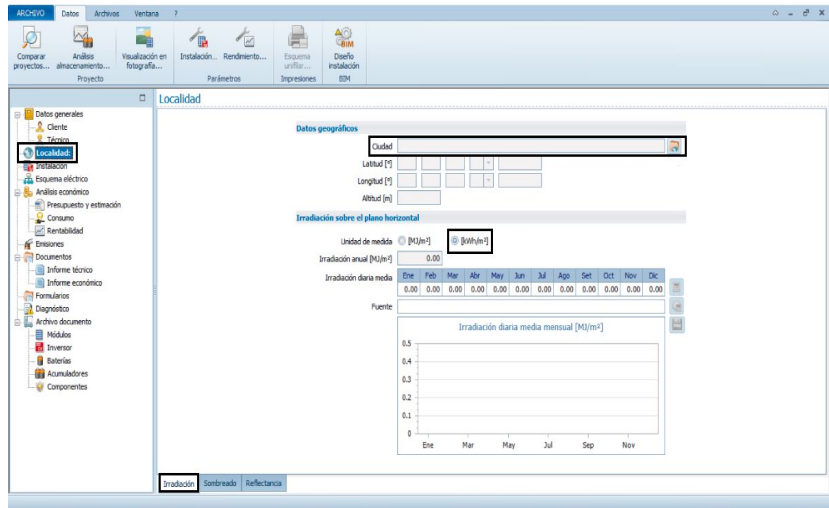 ARCHIVO Datos Archivos Ventana ?
Comparar proyectos...
Análisis almacenamiento...
Visualización en fotografía...
Instalación...
Rendimiento...
Esquema unifilar...
Diseño instalación
BIM
Proyecto Parámetros Impresiones BIM
Localidad
Datos generales
Cliente
Técnico
Localidad:
Instalación
Esquema eléctrico
Análisis económico
Presupuesto y estimación
Consumo
Rentabilidad
Emisiones
Documentos
Informe técnico
Informe económico
Formularios
Diagnóstico
Archivo documento
Módulos
Inversor
Baterías
Acumuladores
Componentes
Datos geográficos
Ciudad
Latitud [º]
Longitud [º]
Altitud [m]
Irradiación sobre el plano horizontal
Unidad de medida [MJ/m²] [kWh/m²]
Irradiación anual [MJ/m²] 0.00
Irradiación diaria media Ene Feb Mar Abr May Jun Jul Ago Set Oct Nov Dic
0.00 0.00 0.00 0.00 0.00 0.00 0.00 0.00 0.00 0.00 0.00 0.00
Fuente
Irradiación diaria media mensual [MJ/m²]
0.5
0.4
0.3
0.2
0.1
0
Ene Mar May Jul Sep Nov
Irradiación Sombreado Reflectancia